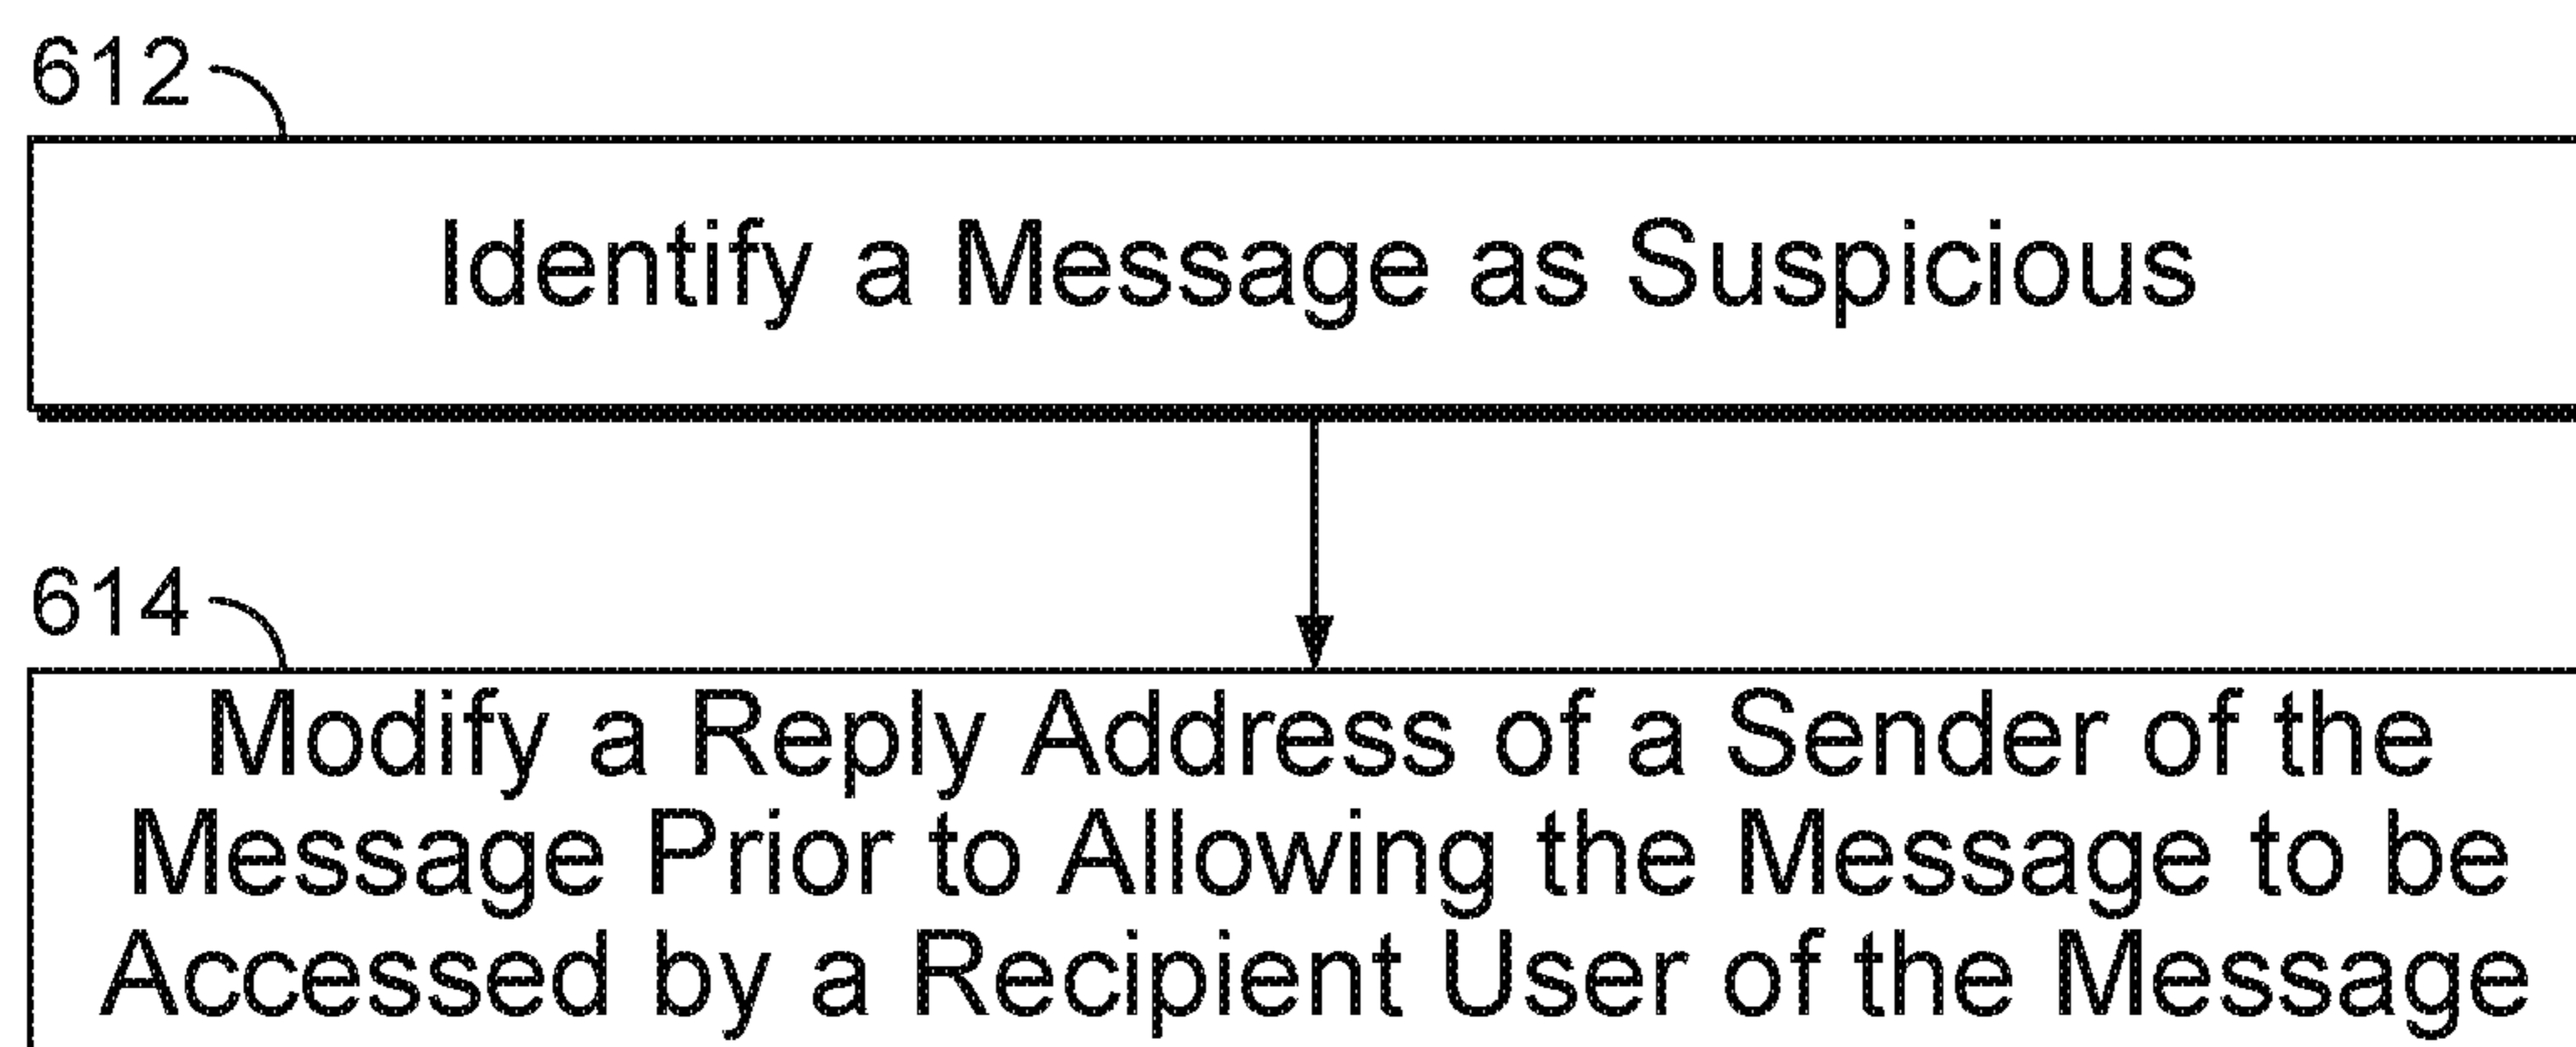 612
Identify a Message as Suspicious
614
Modify a Reply Address of a Sender of the
Message Prior to Allowing the Message to be
Accessed by a Recipient User of the Message